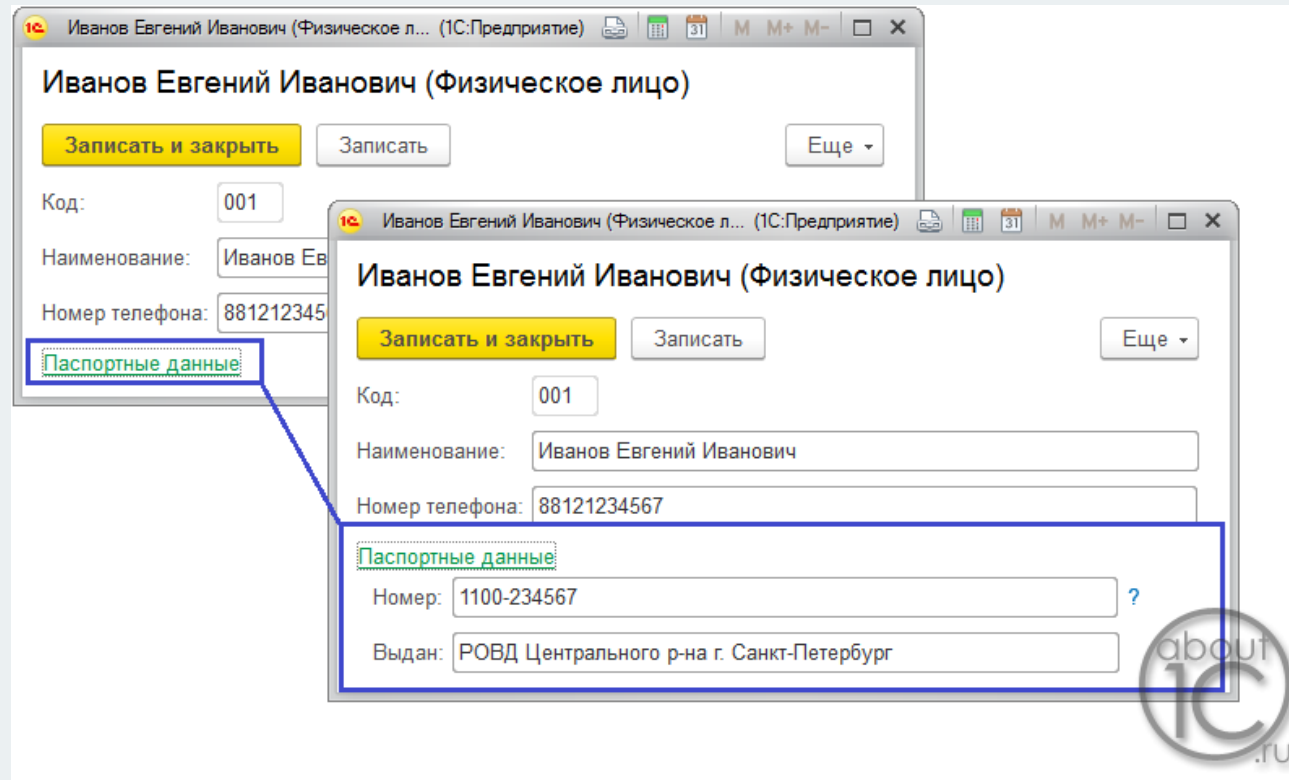 Иванов Евгений Иванович (Физическое л... (1С:Предприятие) 31 M M+ M-
Иванов Евгений Иванович (Физическое лицо)
Записать и закрыть Записать Еще
Код: 001
Наименование: Иванов Ев
Номер телефона: 881212345
Паспортные данные
Иванов Евгений Иванович (Физическое л... (1С:Предприятие) 31 M M+ M-
Иванов Евгений Иванович (Физическое лицо)
Записать и закрыть Записать Еще
Код: 001
Наименование: Иванов Евгений Иванович
Номер телефона: 88121234567
Паспортные данные
Номер: 1100-234567 ?
Выдан: РОВД Центрального р-на г. Санкт-Петербург
about
1C
.ru